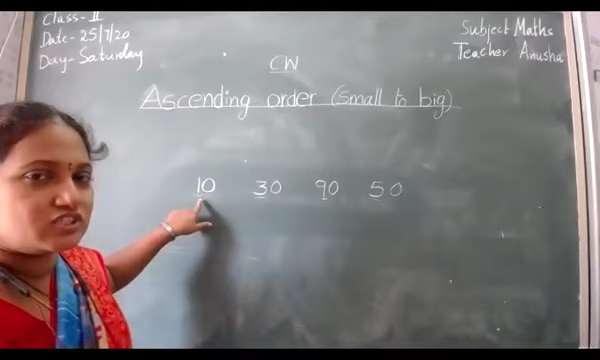 Class- II
Date- 25/7/20
Day- Saturday
Subject Maths
Teacher Anusha
CW
Ascending order (small to big)
10 30 90 50